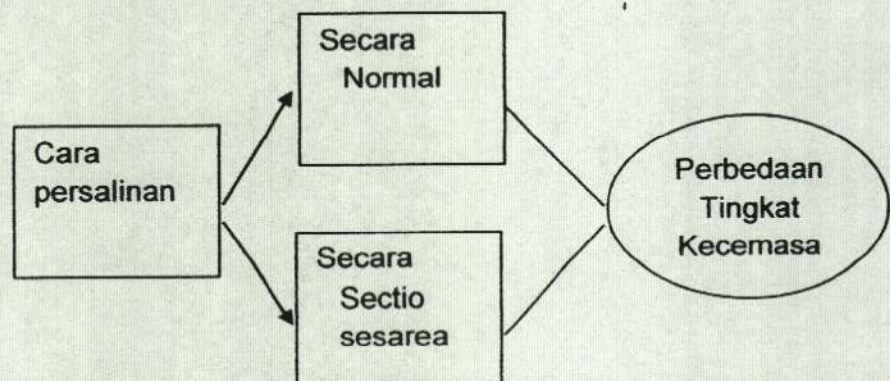 Secara
Normal
Cara
persalinan
Perbedaan
Tingkat
Kecemasa
Secara
Sectio
sesarea